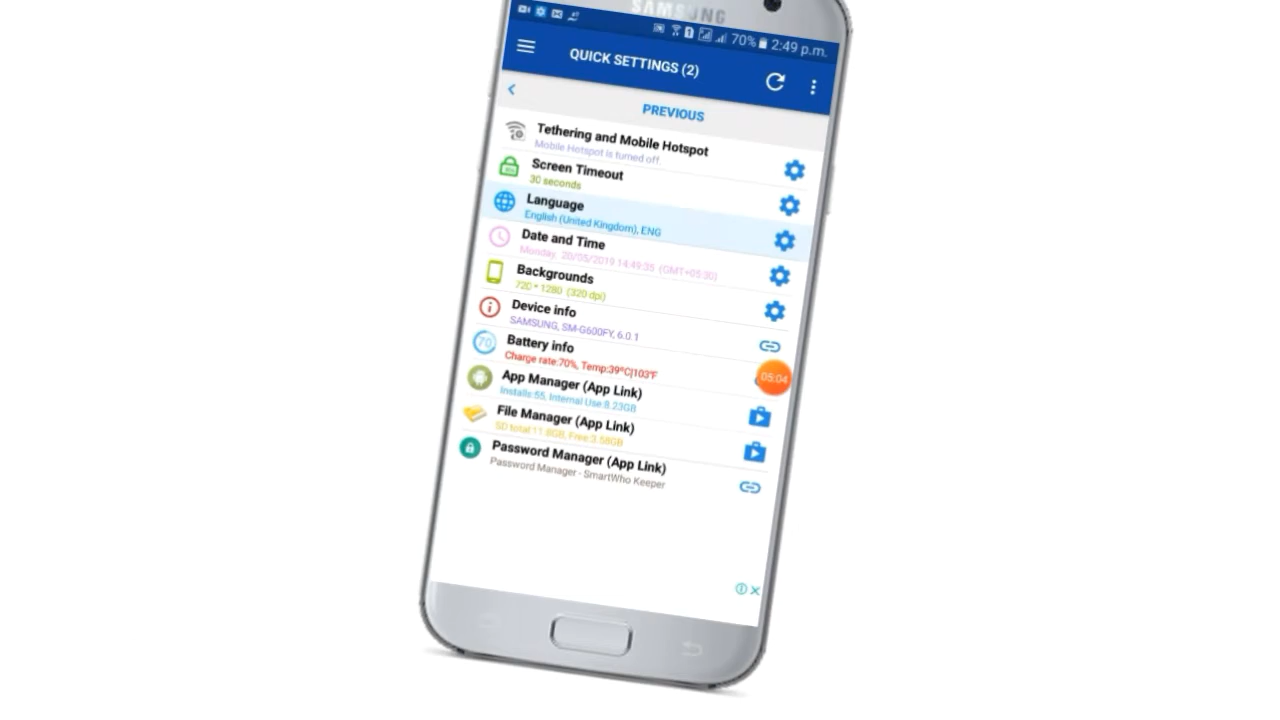 SAMSUNG
70% 2:49 p.m.
QUICK SETTINGS (2)
PREVIOUS
Tethering and Mobile Hotspot
Mobile Hotspot is turned off.
Screen Timeout
30 seconds
Language
English (United Kingdom), ENG
Date and Time
Monday, 20/05/2019 14:49:35 (GMT+05:30)
Backgrounds
720 * 1280 (320 dpi)
Device info
SAMSUNG, SM-G600FY, 6.0.1
70
Battery info
Charge rate:70%, Temp:39°C|103°F
05:04
App Manager (App Link)
Installs:55, Internal Use:8.23GB
File Manager (App Link)
SD total:11.8GB, Free:3.58GB
Password Manager (App Link)
Password Manager - SmartWho Keeper